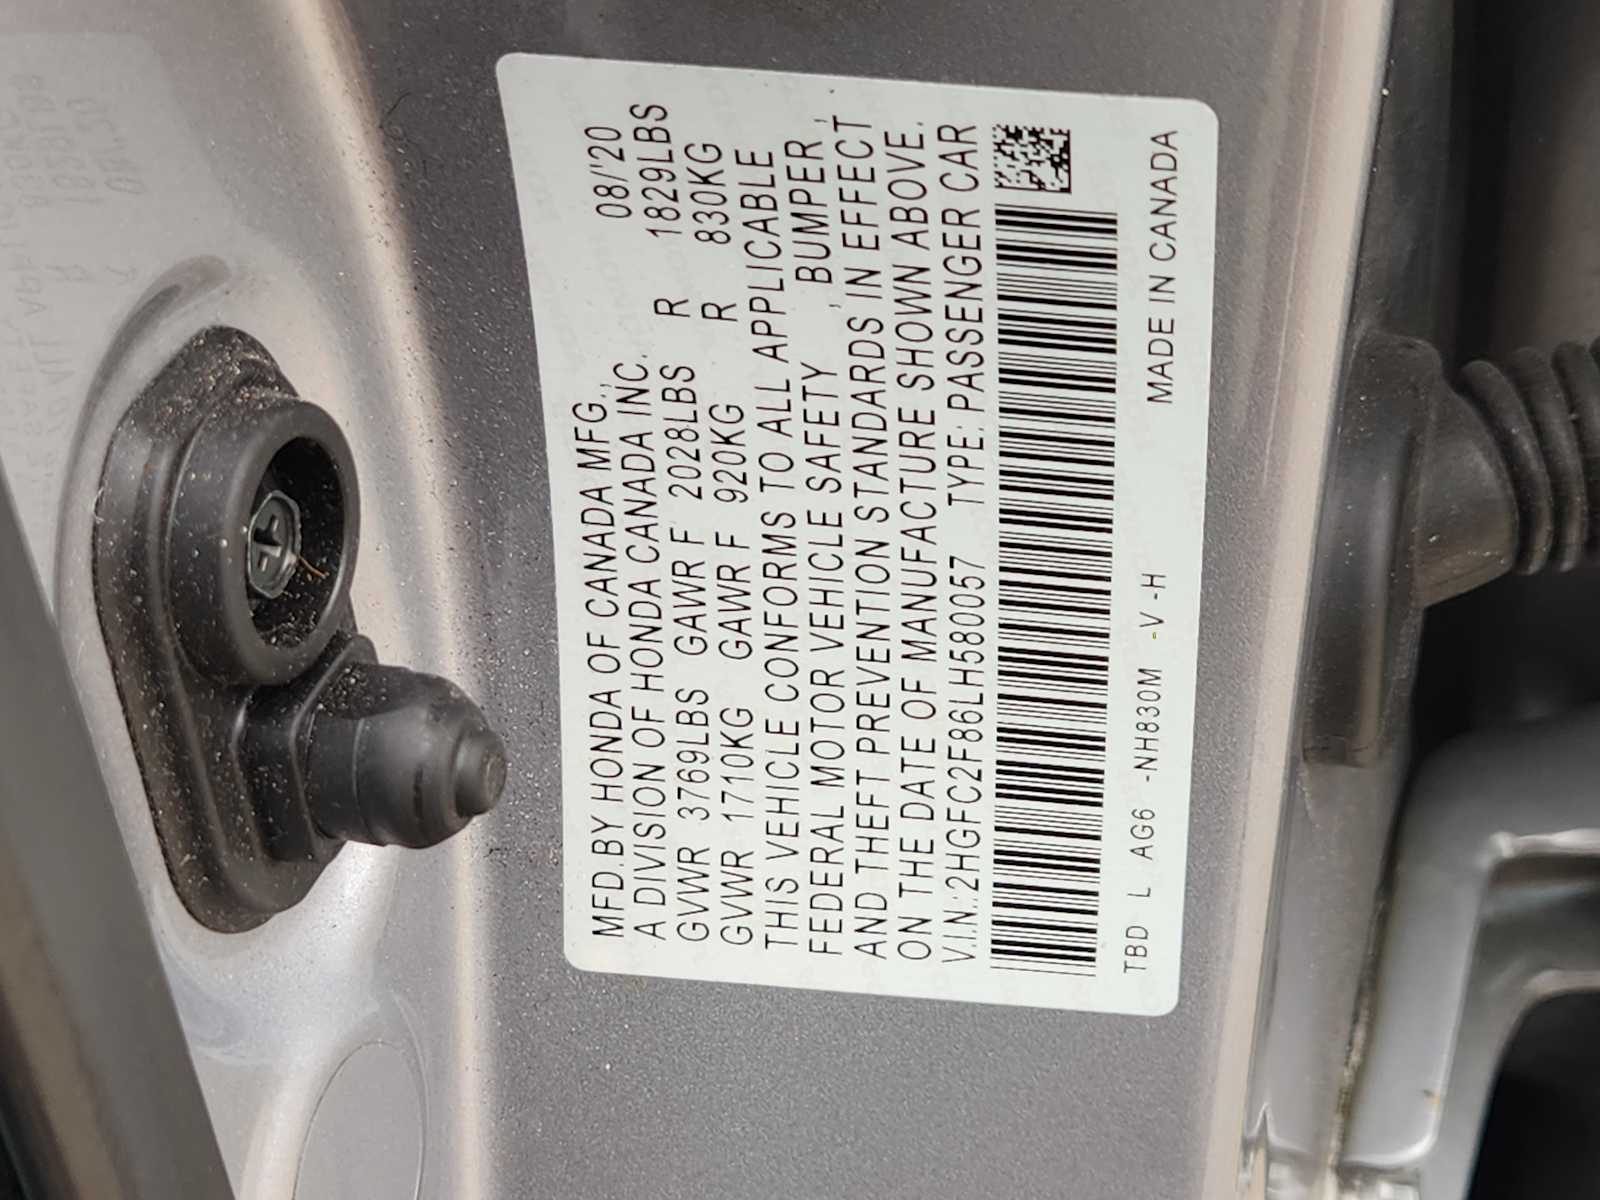 MFD.BY HONDA OF CANADA MFG., 08/'20
A DIVISION OF HONDA CANADA INC.
GVWR 3769LBS GAWR F 2028LBS R 1829LBS
GVWR 1710KG GAWR F 920KG R 830KG
THIS VEHICLE CONFORMS TO ALL APPLICABLE
FEDERAL MOTOR VEHICLE SAFETY , BUMPER ,
AND THEFT PREVENTION STANDARDS IN EFFECT
ON THE DATE OF MANUFACTURE SHOWN ABOVE.
V.I.N.:2HGFC2F86LH580057 TYPE: PASSENGER CAR
TBD L AG6 -NH830M -V -H MADE IN CANADA